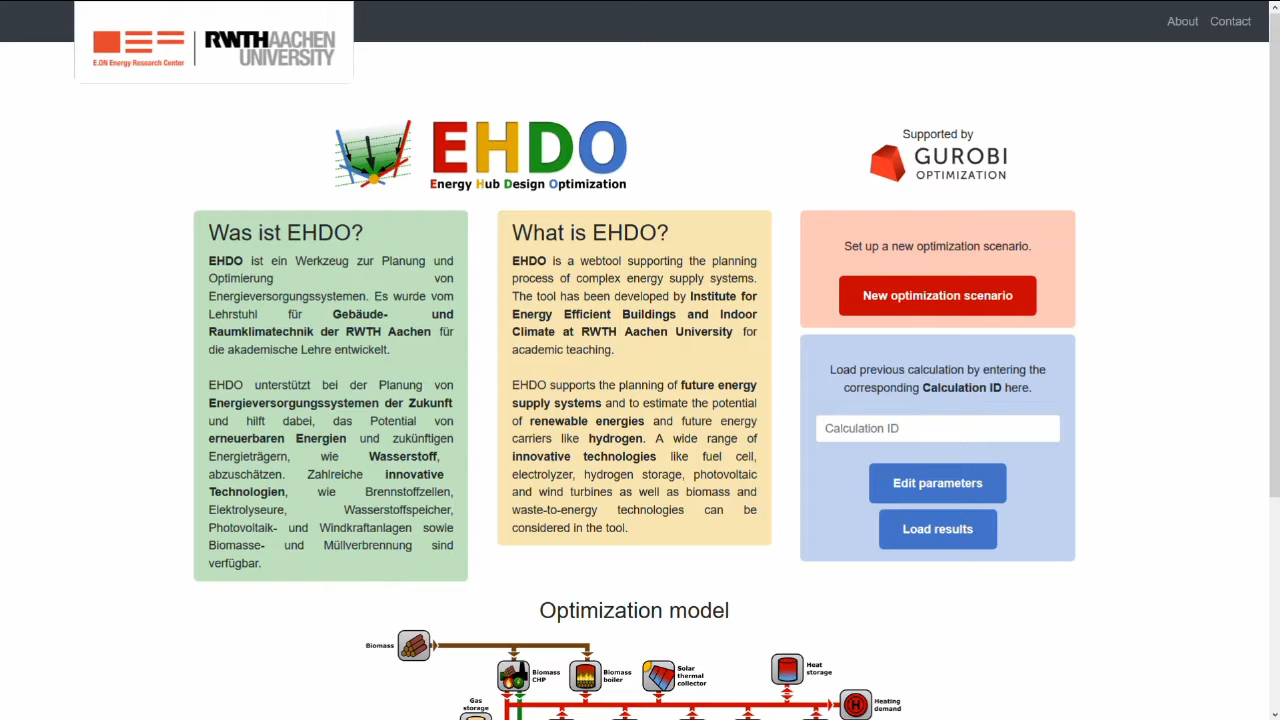 About Contact
E.ON Energy Research Center
RWTHAACHEN
UNIVERSITY
EHDO
Energy Hub Design Optimization
Supported by
GUROBI
OPTIMIZATION
Was ist EHDO?
EHDO ist ein Werkzeug zur Planung und
Optimierung von
Energieversorgungssystemen. Es wurde vom
Lehrstuhl für Gebäude- und
Raumklimatechnik der RWTH Aachen für
die akademische Lehre entwickelt.
EHDO unterstützt bei der Planung von
Energieversorgungssystemen der Zukunft
und hilft dabei, das Potential von
erneuerbaren Energien und zukünftigen
Energieträgern, wie Wasserstoff,
abzuschätzen. Zahlreiche innovative
Technologien, wie Brennstoffzellen,
Elektrolyseure, Wasserstoffspeicher,
Photovoltaik- und Windkraftanlagen sowie
Biomasse- und Müllverbrennung sind
verfügbar.
What is EHDO?
EHDO is a webtool supporting the planning
process of complex energy supply systems.
The tool has been developed by Institute for
Energy Efficient Buildings and Indoor
Climate at RWTH Aachen University for
academic teaching.
EHDO supports the planning of future energy
supply systems and to estimate the potential
of renewable energies and future energy
carriers like hydrogen. A wide range of
innovative technologies like fuel cell,
electrolyzer, hydrogen storage, photovoltaic
and wind turbines as well as biomass and
waste-to-energy technologies can be
considered in the tool.
Set up a new optimization scenario.
New optimization scenario
Load previous calculation by entering the
corresponding Calculation ID here.
Calculation ID
Edit parameters
Load results
Optimization model
Biomass
Biomass
CHP
Biomass
boiler
Solar
thermal
collector
Heat
storage
Gas
storage
H
Heating
demand